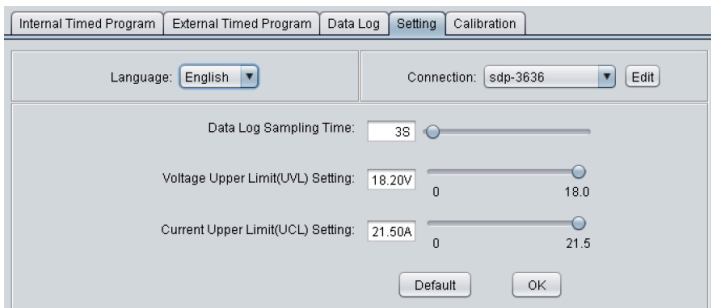 Internal Timed Program External Timed Program Data Log Setting Calibration
Language: English Connection: sdp-3636 Edit
Data Log Sampling Time: 3S
Voltage Upper Limit(UVL) Setting: 18.20V
0 18.0
Current Upper Limit(UCL) Setting: 21.50A
0 21.5
Default OK